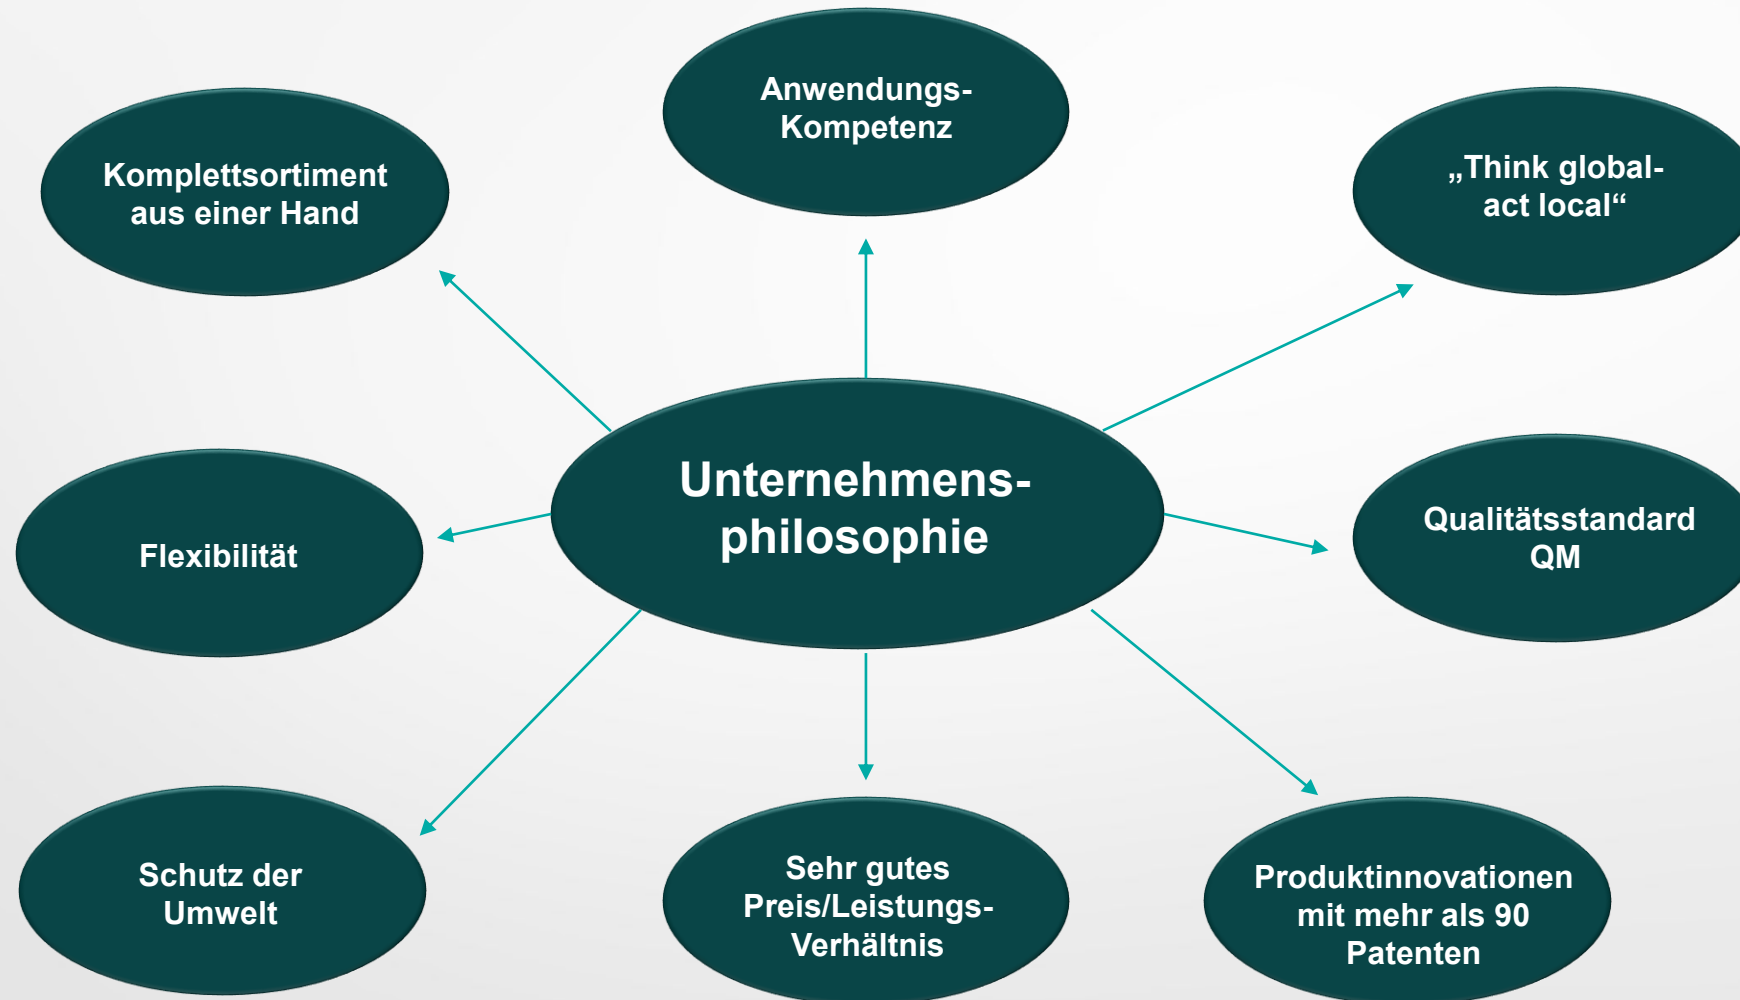 Anwendungs-
Kompetenz
Komplettsortiment
aus einer Hand
„Think global-
act local“
Unternehmens-
philosophie
Flexibilität
Qualitätsstandard
QM
Schutz der
Umwelt
Sehr gutes
Preis/Leistungs-
Verhältnis
Produktinnovationen
mit mehr als 90
Patenten